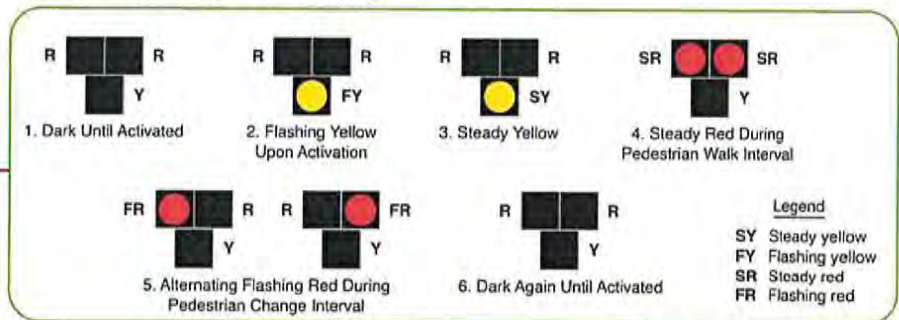 R R
Y
1. Dark Until Activated
R R
FY
2. Flashing Yellow
Upon Activation
R R
SY
3. Steady Yellow
SR SR
Y
4. Steady Red During
Pedestrian Walk Interval
FR R
Y
R FR
Y
5. Alternating Flashing Red During
Pedestrian Change Interval
R R
Y
6. Dark Again Until Activated
Legend
SY Steady yellow
FY Flashing yellow
SR Steady red
FR Flashing red